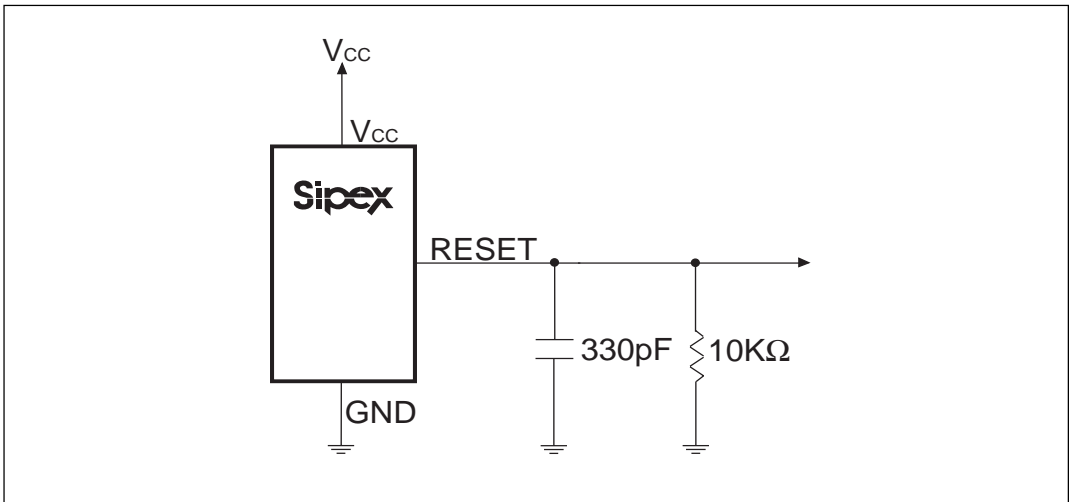 Vcc
Vcc
Sipex
RESET
330pF 10KΩ
GND